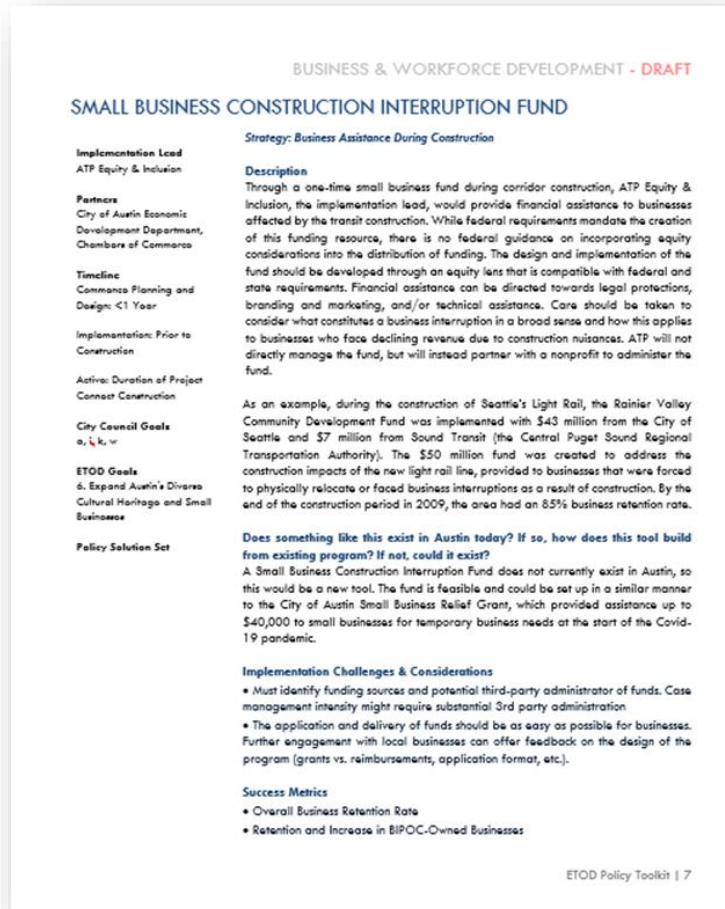 BUSINESS & WORKFORCE DEVELOPMENT - DRAFT
SMALL BUSINESS CONSTRUCTION INTERRUPTION FUND
Implementation Lead
ATP Equity & Inclusion
Partners
City of Austin Economic
Development Department,
Chambers of Commerce
Timeline
Commence Planning and
Design: <1 Year
Implementation: Prior to
Construction
Active: Duration of Project
Connect Construction
City Council Goals
a, i, k, w
ETOD Goals
6. Expand Austin's Diverse
Cultural Heritage and Small
Businesses
Policy Solution Set
Strategy: Business Assistance During Construction
Description
Through a one-time small business fund during corridor construction, ATP Equity &
Inclusion, the implementation lead, would provide financial assistance to businesses
affected by the transit construction. While federal requirements mandate the creation
of this funding resource, there is no federal guidance on incorporating equity
considerations into the distribution of funding. The design and implementation of the
fund should be developed through an equity lens that is compatible with federal and
state requirements. Financial assistance can be directed towards legal protections,
branding and marketing, and/or technical assistance. Care should be taken to
consider what constitutes a business interruption in a broad sense and how this applies
to businesses who face declining revenue due to construction nuisances. ATP will not
directly manage the fund, but will instead partner with a nonprofit to administer the
fund.
As an example, during the construction of Seattle's Light Rail, the Rainier Valley
Community Development Fund was implemented with $43 million from the City of
Seattle and $7 million from Sound Transit (the Central Puget Sound Regional
Transportation Authority). The $50 million fund was created to address the
construction impacts of the new light rail line, provided to businesses that were forced
to physically relocate or faced business interruptions as a result of construction. By the
end of the construction period in 2009, the area had an 85% business retention rate.
Does something like this exist in Austin today? If so, how does this tool build
from existing program? If not, could it exist?
A Small Business Construction Interruption Fund does not currently exist in Austin, so
this would be a new tool. The fund is feasible and could be set up in a similar manner
to the City of Austin Small Business Relief Grant, which provided assistance up to
$40,000 to small businesses for temporary business needs at the start of the Covid-
19 pandemic.
Implementation Challenges & Considerations
• Must identify funding sources and potential third-party administrator of funds. Case
management intensity might require substantial 3rd party administration
• The application and delivery of funds should be as easy as possible for businesses.
Further engagement with local businesses can offer feedback on the design of the
program (grants vs. reimbursements, application format, etc.).
Success Metrics
• Overall Business Retention Rate
• Retention and Increase in BIPOC-Owned Businesses
ETOD Policy Toolkit | 7